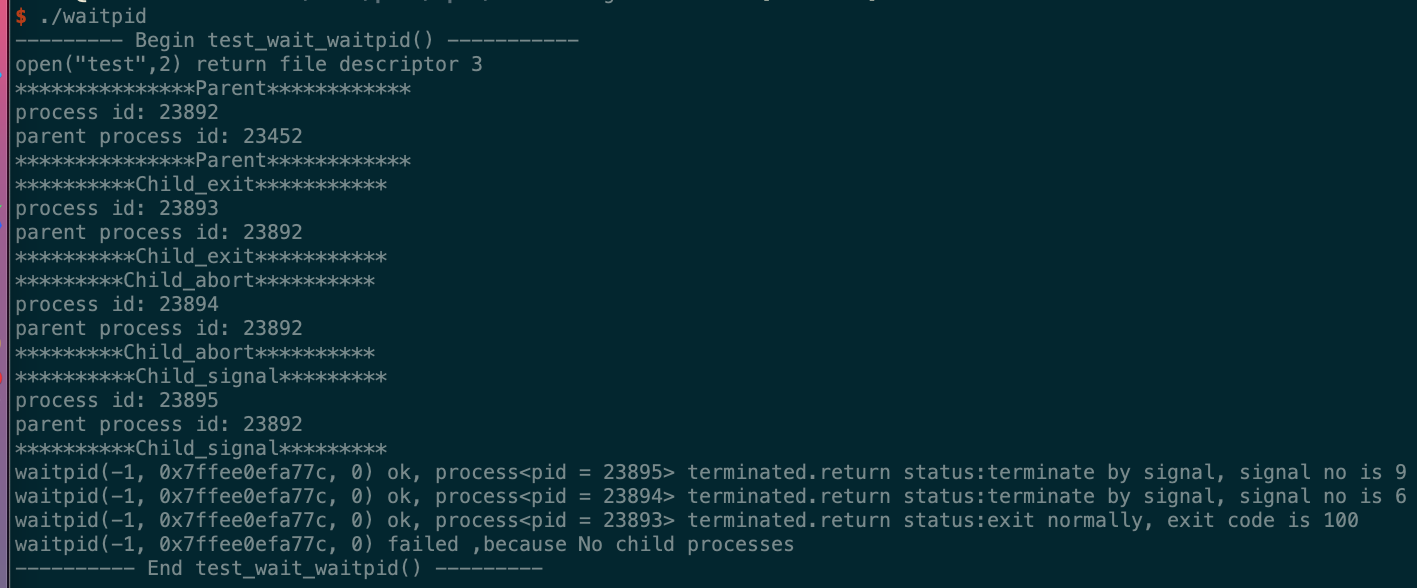 $ ./waitpid
--------- Begin test_wait_waitpid() -----------
open("test",2) return file descriptor 3
***************Parent************
process id: 23892
parent process id: 23452
***************Parent************
**********Child_exit***********
process id: 23893
parent process id: 23892
**********Child_exit***********
*********Child_abort**********
process id: 23894
parent process id: 23892
*********Child_abort**********
**********Child_signal*********
process id: 23895
parent process id: 23892
**********Child_signal*********
waitpid(-1, 0x7ffee0efa77c, 0) ok, process<pid = 23895> terminated.return status:terminate by signal, signal no is 9
waitpid(-1, 0x7ffee0efa77c, 0) ok, process<pid = 23894> terminated.return status:terminate by signal, signal no is 6
waitpid(-1, 0x7ffee0efa77c, 0) ok, process<pid = 23893> terminated.return status:exit normally, exit code is 100
waitpid(-1, 0x7ffee0efa77c, 0) failed ,because No child processes
---------- End test_wait_waitpid() ---------